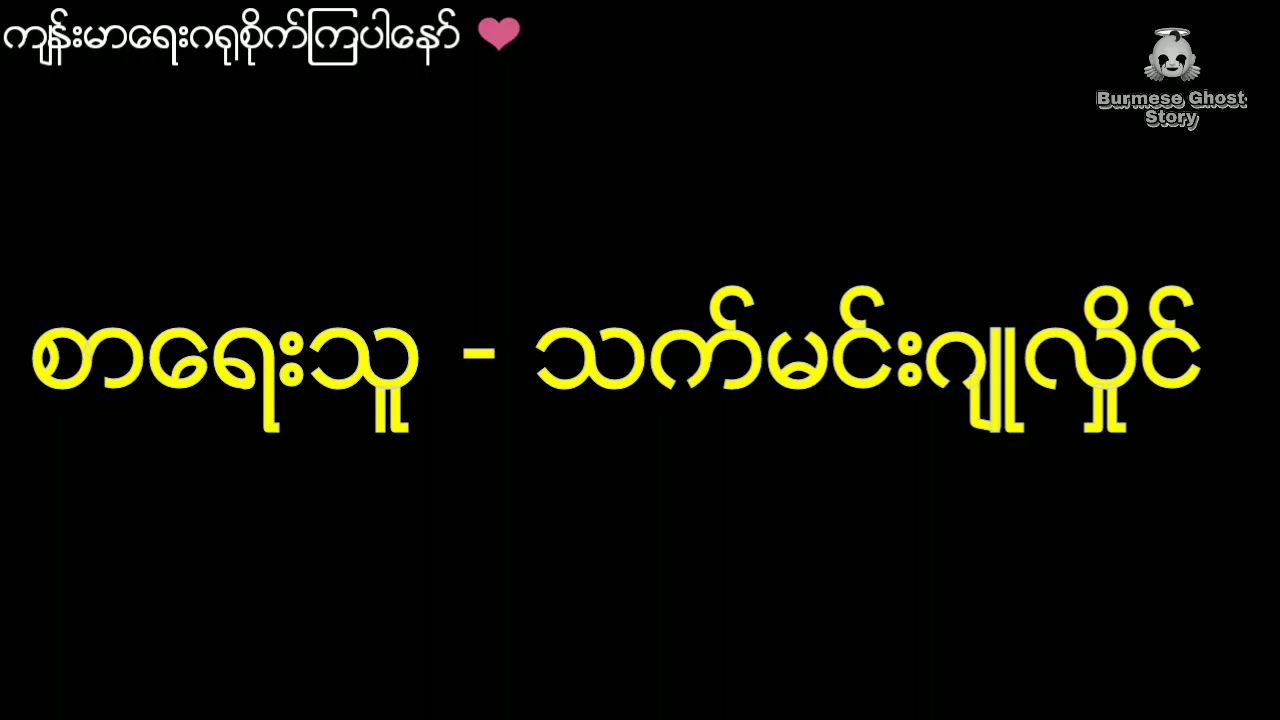 ကျန်းမာရေးဂရုစိုက်ကြပါနော် ❤
Burmese Ghost
Story
စာရေးသူ - သက်မင်းဂျူလှိုင်